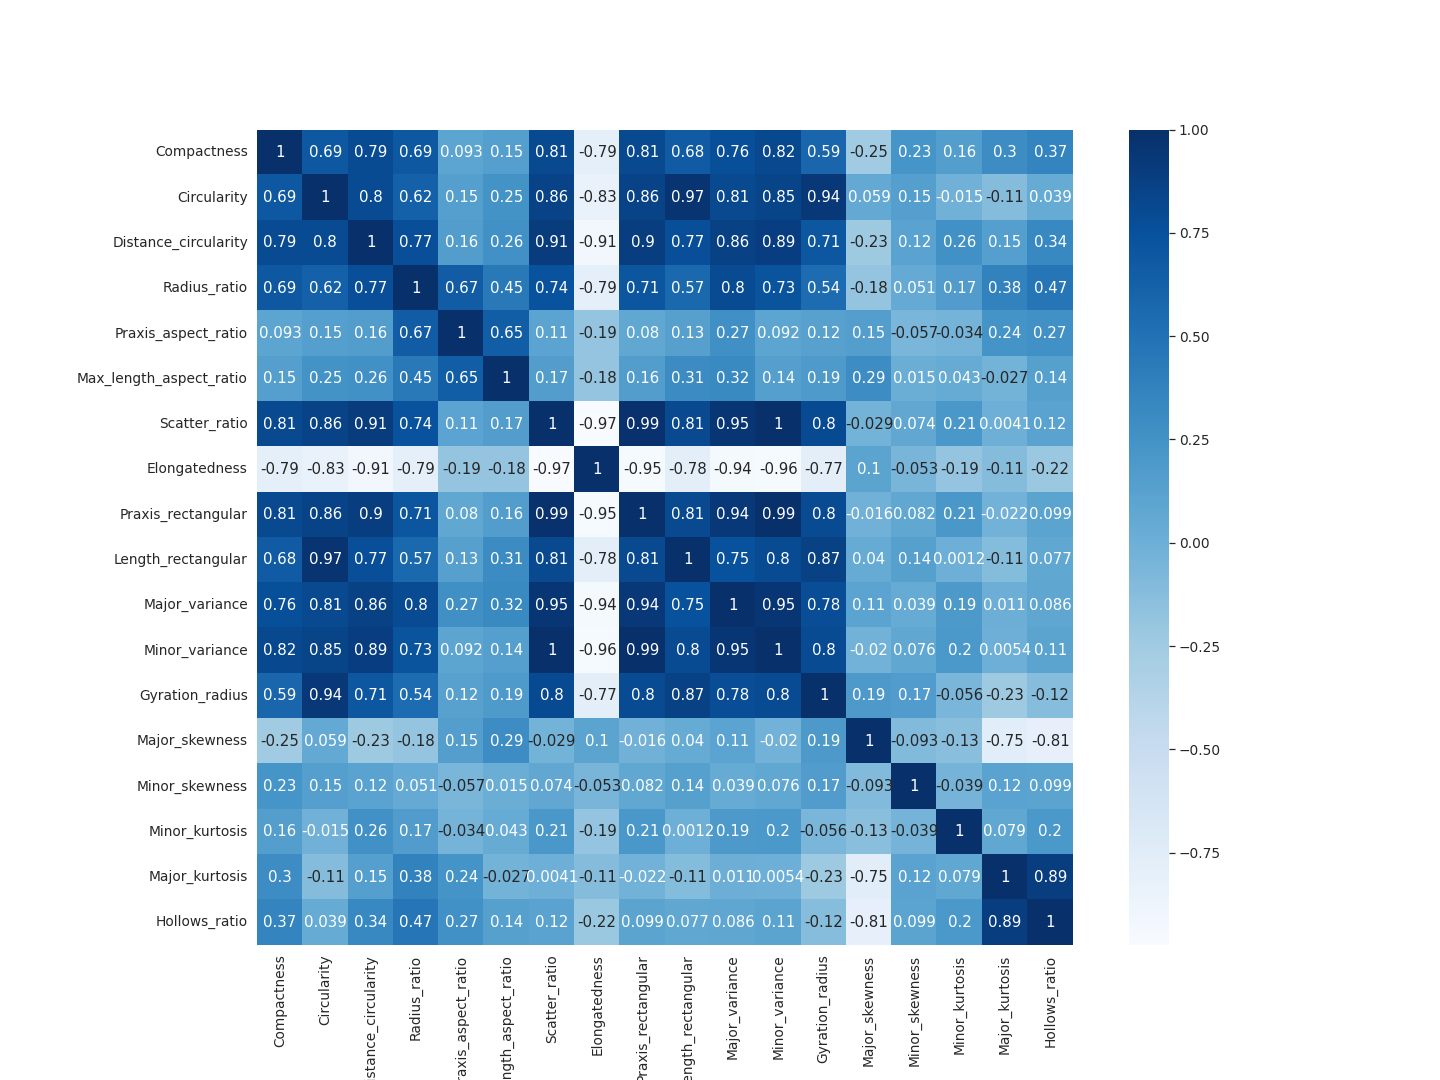 1.00
Compactness 1 0.69 0.79 0.69 0.093 0.15 0.81 -0.79 0.81 0.68 0.76 0.82 0.59 -0.25 0.23 0.16 0.3 0.37
Circularity 0.69 1 0.8 0.62 0.15 0.25 0.86 -0.83 0.86 0.97 0.81 0.85 0.94 0.059 0.15 -0.015 -0.11 0.039
0.75
Distance_circularity 0.79 0.8 1 0.77 0.16 0.26 0.91 -0.91 0.9 0.77 0.86 0.89 0.71 -0.23 0.12 0.26 0.15 0.34
Radius_ratio 0.69 0.62 0.77 1 0.67 0.45 0.74 -0.79 0.71 0.57 0.8 0.73 0.54 -0.18 0.051 0.17 0.38 0.47
Praxis_aspect_ratio 0.093 0.15 0.16 0.67 1 0.65 0.11 -0.19 0.08 0.13 0.27 0.092 0.12 0.15 -0.057 -0.034 0.24 0.27
0.50
Max_length_aspect_ratio 0.15 0.25 0.26 0.45 0.65 1 0.17 -0.18 0.16 0.31 0.32 0.14 0.19 0.29 0.015 0.043 -0.027 0.14
Scatter_ratio 0.81 0.86 0.91 0.74 0.11 0.17 1 -0.97 0.99 0.81 0.95 1 0.8 -0.029 0.074 0.21 0.0041 0.12
0.25
Elongatedness -0.79 -0.83 -0.91 -0.79 -0.19 -0.18 -0.97 1 -0.95 -0.78 -0.94 -0.96 -0.77 0.1 -0.053 -0.19 -0.11 -0.22
Praxis_rectangular 0.81 0.86 0.9 0.71 0.08 0.16 0.99 -0.95 1 0.81 0.94 0.99 0.8 -0.016 0.082 0.21 -0.022 0.099
0.00
Length_rectangular 0.68 0.97 0.77 0.57 0.13 0.31 0.81 -0.78 0.81 1 0.75 0.8 0.87 0.04 0.14 0.0012 -0.11 0.077
Major_variance 0.76 0.81 0.86 0.8 0.27 0.32 0.95 -0.94 0.94 0.75 1 0.95 0.78 0.11 0.039 0.19 0.011 0.086
−0.25
Minor_variance 0.82 0.85 0.89 0.73 0.092 0.14 1 -0.96 0.99 0.8 0.95 1 0.8 -0.02 0.076 0.2 0.0054 0.11
Gyration_radius 0.59 0.94 0.71 0.54 0.12 0.19 0.8 -0.77 0.8 0.87 0.78 0.8 1 0.19 0.17 -0.056 -0.23 -0.12
Major_skewness -0.25 0.059 -0.23 -0.18 0.15 0.29 -0.029 0.1 -0.016 0.04 0.11 -0.02 0.19 1 -0.093 -0.13 -0.75 -0.81
−0.50
Minor_skewness 0.23 0.15 0.12 0.051 -0.057 0.015 0.074 -0.053 0.082 0.14 0.039 0.076 0.17 -0.093 1 -0.039 0.12 0.099
Minor_kurtosis 0.16 -0.015 0.26 0.17 -0.034 0.043 0.21 -0.19 0.21 0.0012 0.19 0.2 -0.056 -0.13 -0.039 1 0.079 0.2
−0.75
Major_kurtosis 0.3 -0.11 0.15 0.38 0.24 -0.027 0.0041 -0.11 -0.022 -0.11 0.011 0.0054 -0.23 -0.75 0.12 0.079 1 0.89
Hollows_ratio 0.37 0.039 0.34 0.47 0.27 0.14 0.12 -0.22 0.099 0.077 0.086 0.11 -0.12 -0.81 0.099 0.2 0.89 1
Compactness
Circularity
istance_circularity
Radius_ratio
raxis_aspect_ratio
ngth_aspect_ratio
Scatter_ratio
Elongatedness
Praxis_rectangular
ength_rectangular
Major_variance
Minor_variance
Gyration_radius
Major_skewness
Minor_skewness
Minor_kurtosis
Major_kurtosis
Hollows_ratio